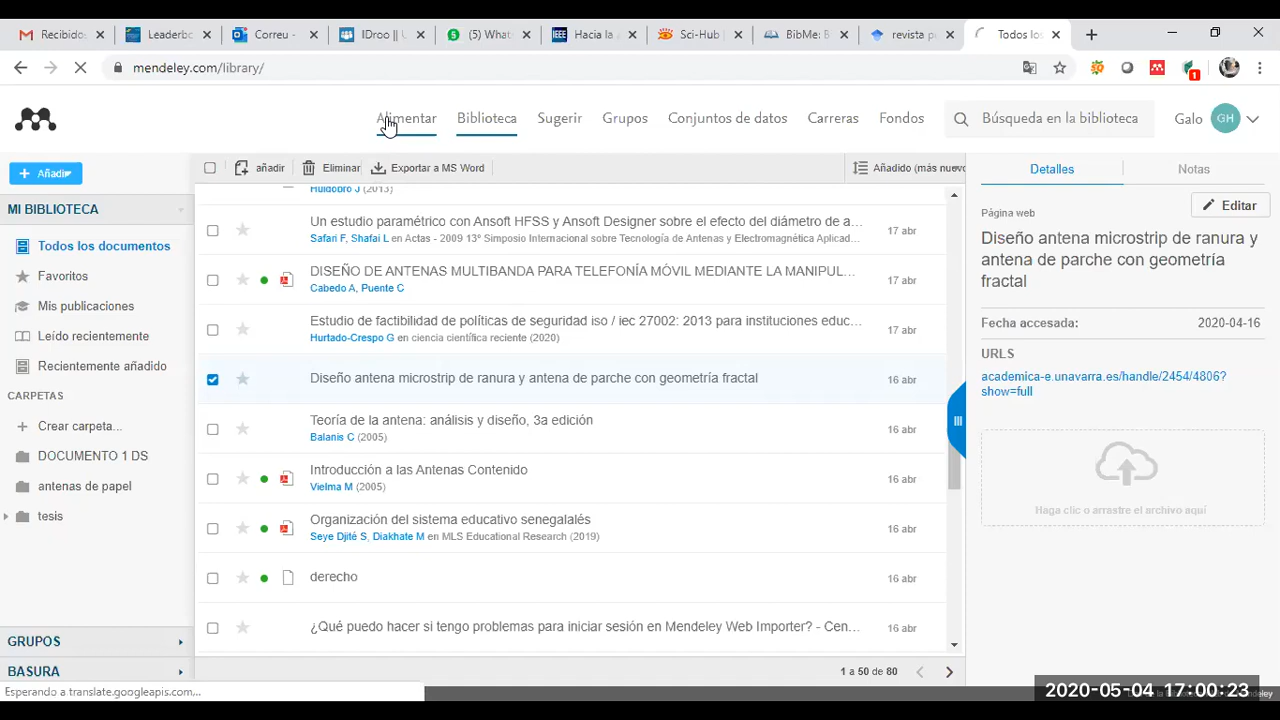 Recibidos
Leaderbo
Correu -
IDroo || U
(5) What
Hacia la a
Sci-Hub |
BibMe: B
revista pu
Todos los
mendeley.com/library/
1
Alimentar
Biblioteca
Sugerir
Grupos
Conjuntos de datos
Carreras
Fondos
Búsqueda en la biblioteca
Galo
GH
+ Añadir
añadir
Eliminar
Exportar a MS Word
Añadido (más nuevo
Detalles
Notas
MI BIBLIOTECA
Todos los documentos
Favoritos
Mis publicaciones
Leído recientemente
Recientemente añadido
CARPETAS
Crear carpeta...
DOCUMENTO 1 DS
antenas de papel
tesis
GRUPOS
BASURA
Huidobro J (2013)
Un estudio paramétrico con Ansoft HFSS y Ansoft Designer sobre el efecto del diámetro de a...
17 abr
Safari F, Shafai L en Actas - 2009 13º Simposio Internacional sobre Tecnología de Antenas y Electromagnética Aplicad...
DISEÑO DE ANTENAS MULTIBANDA PARA TELEFONÍA MÓVIL MEDIANTE LA MANIPUL...
17 abr
Cabedo A, Puente C
Estudio de factibilidad de políticas de seguridad iso / iec 27002: 2013 para instituciones educ...
17 abr
Hurtado-Crespo G en ciencia científica reciente (2020)
Diseño antena microstrip de ranura y antena de parche con geometría fractal
16 abr
Teoría de la antena: análisis y diseño, 3a edición
16 abr
Balanis C (2005)
Introducción a las Antenas Contenido
16 abr
Vielma M (2005)
Organización del sistema educativo senegalalés
16 abr
Seye Djité S, Diakhate M en MLS Educational Research (2019)
derecho
16 abr
¿Qué puedo hacer si tengo problemas para iniciar sesión en Mendeley Web Importer? - Cen...
16 abr
1 a 50 de 80
Página web
Editar
Diseño antena microstrip de ranura y
antena de parche con geometría
fractal
Fecha accesada:
2020-04-16
URLS
academica-e.unavarra.es/handle/2454/4806?
show=full
Haga clic o arrastre el archivo aquí
Esperando a translate.googleapis.com...
2020-05-04 17:00:23